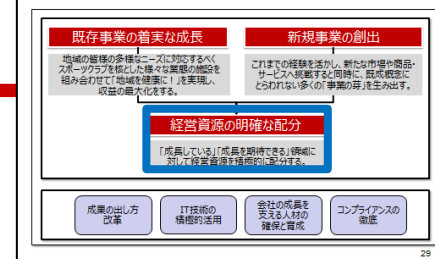 既存事業の着実な成長
地域の皆様の多様なニーズに対応するべく
スポーツクラブを核とした様々な業態の施設を
組み合わせて「地域を健康に！」を実現し、
収益の最大化をする。
新規事業の創出
これまでの経験を活かし、新たな市場や商品・
サービスへ挑戦すると同時に、既成概念に
とらわれない多くの「事業の芽」を生み出す。
経営資源の明確な配分
「成長している」「成長を期待できる」領域に
対して経営資源を積極的に配分する。
成果の出し方
改革
IT技術の
積極的活用
会社の成長を
支える人材の
確保と育成
コンプライアンスの
徹底
29